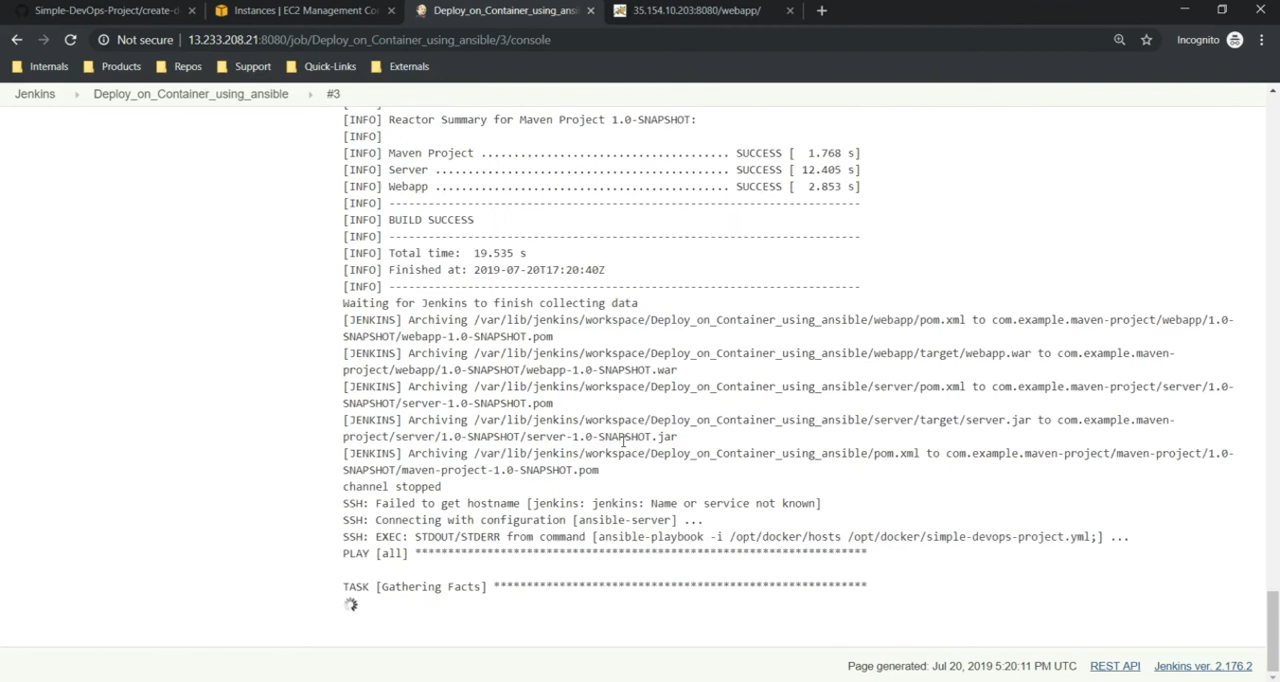 Simple-DevOps-Project/create-d
Instances | EC2 Management Co
Deploy_on_Container_using_ansi
35.154.10.203:8080/webapp/
Not secure | 13.233.208.21:8080/job/Deploy_on_Container_using_ansible/3/console
Incognito
Internals Products Repos Support Quick-Links Externals
Jenkins Deploy_on_Container_using_ansible #3
[INFO] Reactor Summary for Maven Project 1.0-SNAPSHOT:
[INFO]
[INFO] Maven Project ...................................... SUCCESS [  1.768 s]
[INFO] Server ............................................. SUCCESS [ 12.405 s]
[INFO] Webapp ............................................. SUCCESS [  2.853 s]
[INFO] ------------------------------------------------------------------------
[INFO] BUILD SUCCESS
[INFO] ------------------------------------------------------------------------
[INFO] Total time:  19.535 s
[INFO] Finished at: 2019-07-20T17:20:40Z
[INFO] ------------------------------------------------------------------------
Waiting for Jenkins to finish collecting data
[JENKINS] Archiving /var/lib/jenkins/workspace/Deploy_on_Container_using_ansible/webapp/pom.xml to com.example.maven-project/webapp/1.0-
SNAPSHOT/webapp-1.0-SNAPSHOT.pom
[JENKINS] Archiving /var/lib/jenkins/workspace/Deploy_on_Container_using_ansible/webapp/target/webapp.war to com.example.maven-
project/webapp/1.0-SNAPSHOT/webapp-1.0-SNAPSHOT.war
[JENKINS] Archiving /var/lib/jenkins/workspace/Deploy_on_Container_using_ansible/server/pom.xml to com.example.maven-project/server/1.0-
SNAPSHOT/server-1.0-SNAPSHOT.pom
[JENKINS] Archiving /var/lib/jenkins/workspace/Deploy_on_Container_using_ansible/server/target/server.jar to com.example.maven-
project/server/1.0-SNAPSHOT/server-1.0-SNAPSHOT.jar
[JENKINS] Archiving /var/lib/jenkins/workspace/Deploy_on_Container_using_ansible/pom.xml to com.example.maven-project/maven-project/1.0-
SNAPSHOT/maven-project-1.0-SNAPSHOT.pom
channel stopped
SSH: Failed to get hostname [jenkins: jenkins: Name or service not known]
SSH: Connecting with configuration [ansible-server] ...
SSH: EXEC: STDOUT/STDERR from command [ansible-playbook -i /opt/docker/hosts /opt/docker/simple-devops-project.yml;] ...
PLAY [all] *********************************************************************
TASK [Gathering Facts] *********************************************************
Page generated: Jul 20, 2019 5:20:11 PM UTC REST API Jenkins ver. 2.176.2